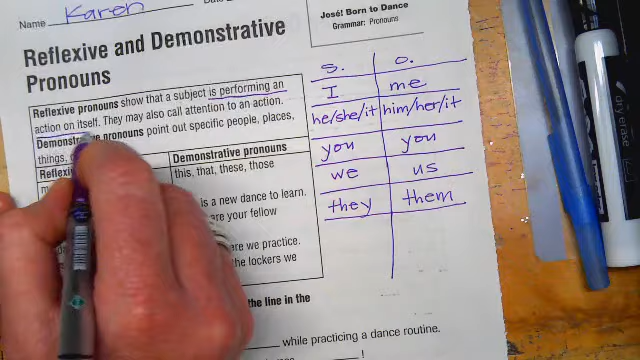 Name Karen
José! Born to Dance
Grammar: Pronouns
Reflexive and Demonstrative
Pronouns
Reflexive pronouns show that a subject is performing an
action on itself. They may also call attention to an action.
Demonstrative pronouns point out specific people, places,
things,
Demonstrative pronouns
this, that, these, those
is a new dance to learn.
are your fellow
we practice.
the lockers we
the line in the
while practicing a dance routine.
!
S. O.
I me
he/she/it him/her/it
you you
we us
they them